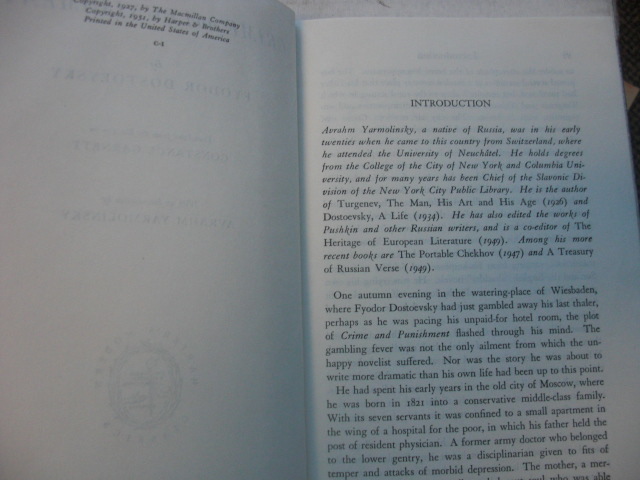 Copyright, 1927, by The Macmillan Company
Copyright, 1951, by Harper & Brothers
Printed in the United States of America
INTRODUCTION
Avrahm Yarmolinsky, a native of Russia, was in his early
twenties when he came to this country from Switzerland, where
he attended the University of Neuchâtel. He holds degrees
from the College of the City of New York and Columbia Uni-
versity, and for many years has been Chief of the Slavonic Di-
vision of the New York City Public Library. He is the author
of Turgenev, The Man, His Art and His Age (1926) and
Dostoevsky, A Life (1934). He has also edited the works of
Pushkin and other Russian writers, and is a co-editor of The
Heritage of European Literature (1949). Among his more
recent books are The Portable Chekhov (1947) and A Treasury
of Russian Verse (1949).
One autumn evening in the watering-place of Wiesbaden,
where Fyodor Dostoevsky had just gambled away his last thaler,
perhaps as he was pacing his unpaid-for hotel room, the plot
of Crime and Punishment flashed through his mind. The
gambling fever was not the only ailment from which the un-
happy novelist suffered. Nor was the story he was about to
write more dramatic than his own life had been up to this point.
He had spent his early years in the old city of Moscow, where
he was born in 1821 into a conservative middle-class family.
With its seven servants it was confined to a small apartment in
the wing of a hospital for the poor, in which his father held the
post of resident physician. A former army doctor who belonged
to the lower gentry, he was a disciplinarian given to fits of
temper and attacks of morbid depression. The mother, a mer-
soul who was able